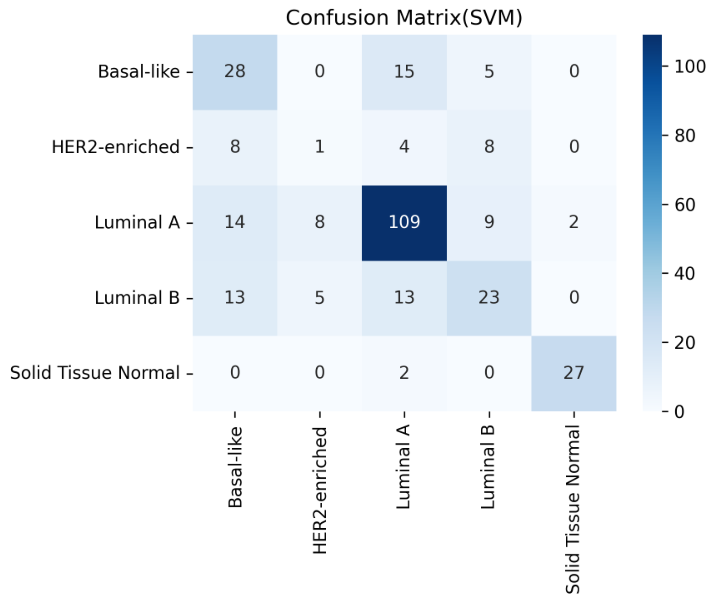 Confusion Matrix(SVM)
Basal-like 28 0 15 5 0
HER2-enriched 8 1 4 8 0
Luminal A 14 8 109 9 2
Luminal B 13 5 13 23 0
Solid Tissue Normal 0 0 2 0 27
Basal-like
HER2-enriched
Luminal A
Luminal B
Solid Tissue Normal
100
80
60
40
20
0